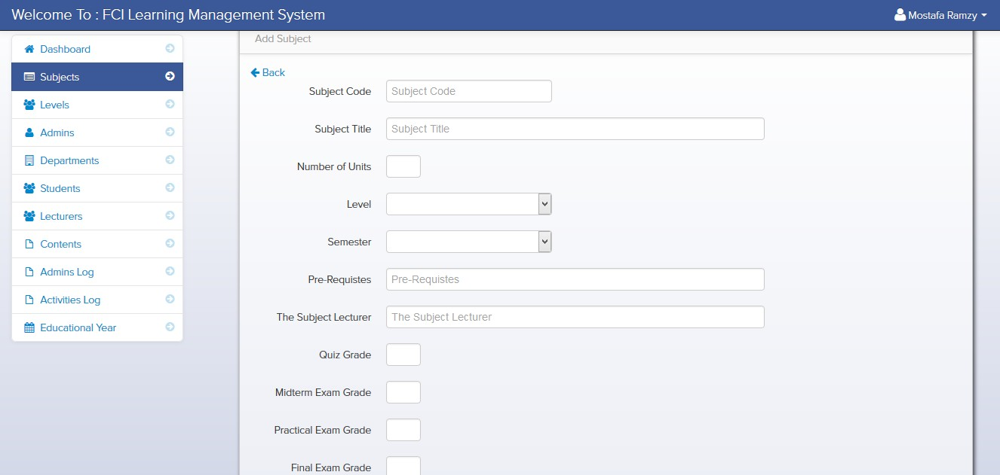 Welcome To : FCI Learning Management System
Mostafa Ramzy
Dashboard
Subjects
Levels
Admins
Departments
Students
Lecturers
Contents
Admins Log
Activities Log
Educational Year
Add Subject
Back
Subject Code Subject Code
Subject Title Subject Title
Number of Units
Level
Semester
Pre-Requistes Pre-Requistes
The Subject Lecturer The Subject Lecturer
Quiz Grade
Midterm Exam Grade
Practical Exam Grade
Final Exam Grade